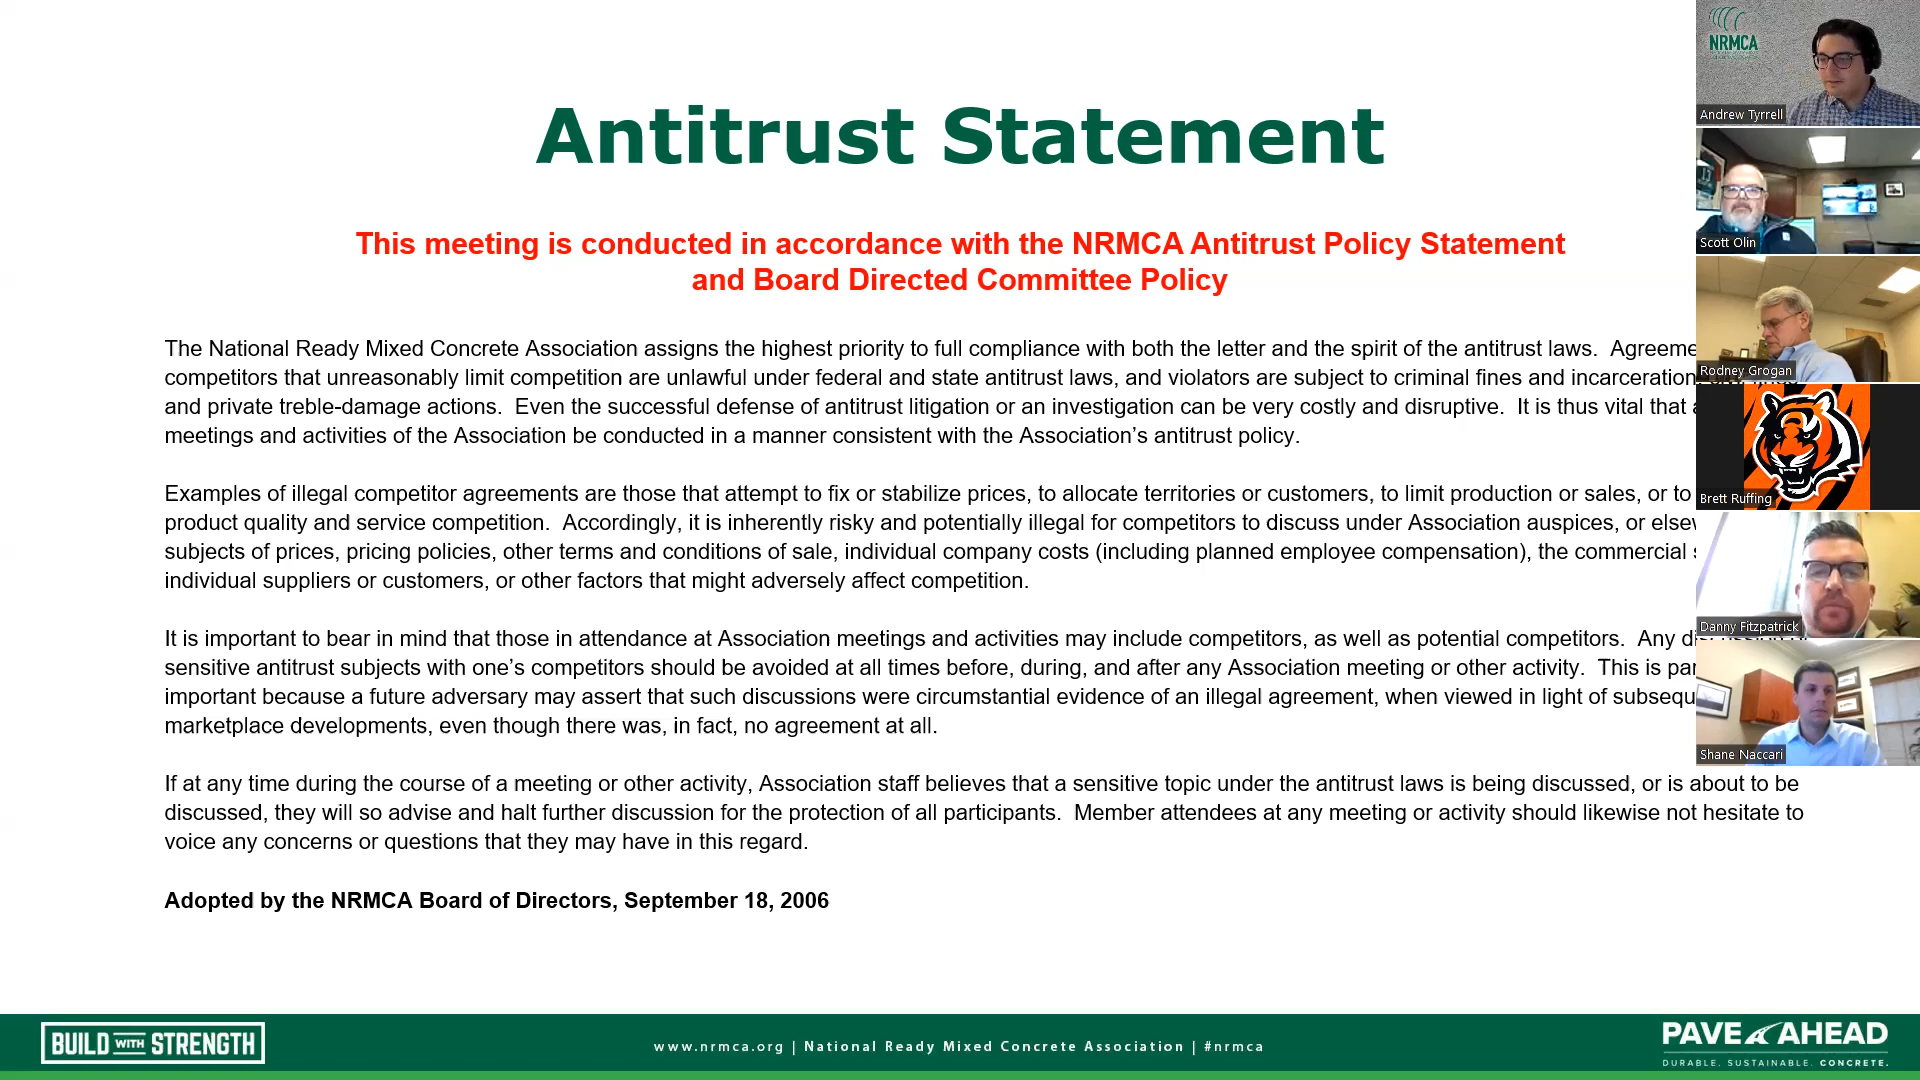 Antitrust Statement
This meeting is conducted in accordance with the NRMCA Antitrust Policy Statement
and Board Directed Committee Policy
The National Ready Mixed Concrete Association assigns the highest priority to full compliance with both the letter and the spirit of the antitrust laws. Agreeme
competitors that unreasonably limit competition are unlawful under federal and state antitrust laws, and violators are subject to criminal fines and incarceration
and private treble-damage actions. Even the successful defense of antitrust litigation or an investigation can be very costly and disruptive. It is thus vital that
meetings and activities of the Association be conducted in a manner consistent with the Association’s antitrust policy.
Examples of illegal competitor agreements are those that attempt to fix or stabilize prices, to allocate territories or customers, to limit production or sales, or to
product quality and service competition. Accordingly, it is inherently risky and potentially illegal for competitors to discuss under Association auspices, or
subjects of prices, pricing policies, other terms and conditions of sale, individual company costs (including planned employee compensation), the commercial
individual suppliers or customers, or other factors that might adversely affect competition.
It is important to bear in mind that those in attendance at Association meetings and activities may include competitors, as well as potential competitors. Any
sensitive antitrust subjects with one’s competitors should be avoided at all times before, during, and after any Association meeting or other activity. This is par
important because a future adversary may assert that such discussions were circumstantial evidence of an illegal agreement, when viewed in light of subsequ
marketplace developments, even though there was, in fact, no agreement at all.
If at any time during the course of a meeting or other activity, Association staff believes that a sensitive topic under the antitrust laws is being discussed, or is about to be
discussed, they will so advise and halt further discussion for the protection of all participants. Member attendees at any meeting or activity should likewise not hesitate to
voice any concerns or questions that they may have in this regard.
Adopted by the NRMCA Board of Directors, September 18, 2006
NRMCA
Andrew Tyrrell
Scott Olin
Rodney Grogan
Brett Ruffing
Danny Fitzpatrick
Shane Naccari
BUILD WITH STRENGTH
www.nrmca.org | National Ready Mixed Concrete Association | #nrmca
PAVE AHEAD
DURABLE. SUSTAINABLE. CONCRETE.